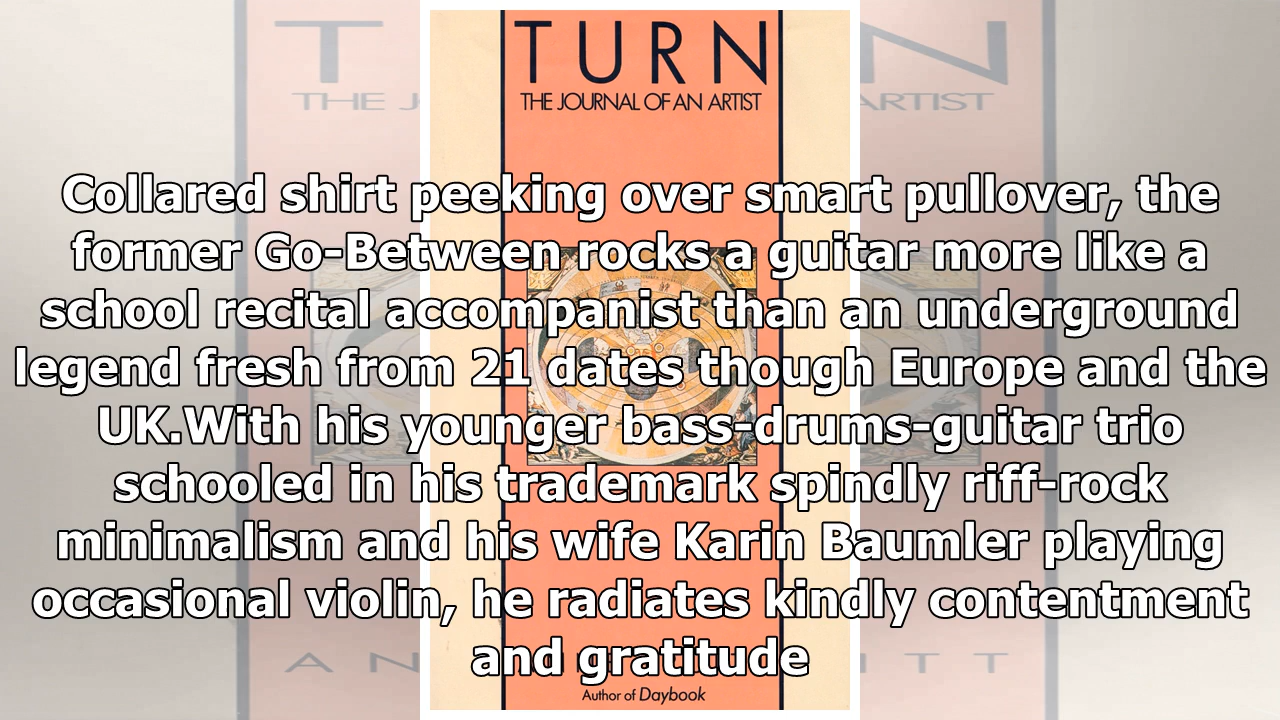 TURN
THE JOURNAL OF AN ARTIST
Collared shirt peeking over smart pullover, the
former Go-Between rocks a guitar more like a
school recital accompanist than an underground
legend fresh from 21 dates though Europe and the
UK.With his younger bass-drums-guitar trio
schooled in his trademark spindly riff-rock
minimalism and his wife Karin Baumler playing
occasional violin, he radiates kindly contentment
and gratitude
Author of Daybook